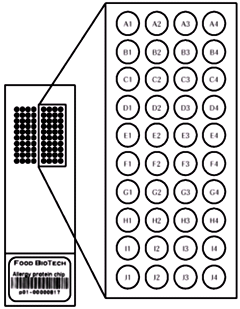 A1 A2 A3 A4
B1 B2 B3 B4
C1 C2 C3 C4
D1 D2 D3 D4
E1 E2 E3 E4
F1 F2 F3 F4
G1 G2 G3 G4
H1 H2 H3 H4
I1 I2 I3 I4
J1 J2 J3 J4
FOOD BIOTECH
Allergy protein chip
p01-00000017